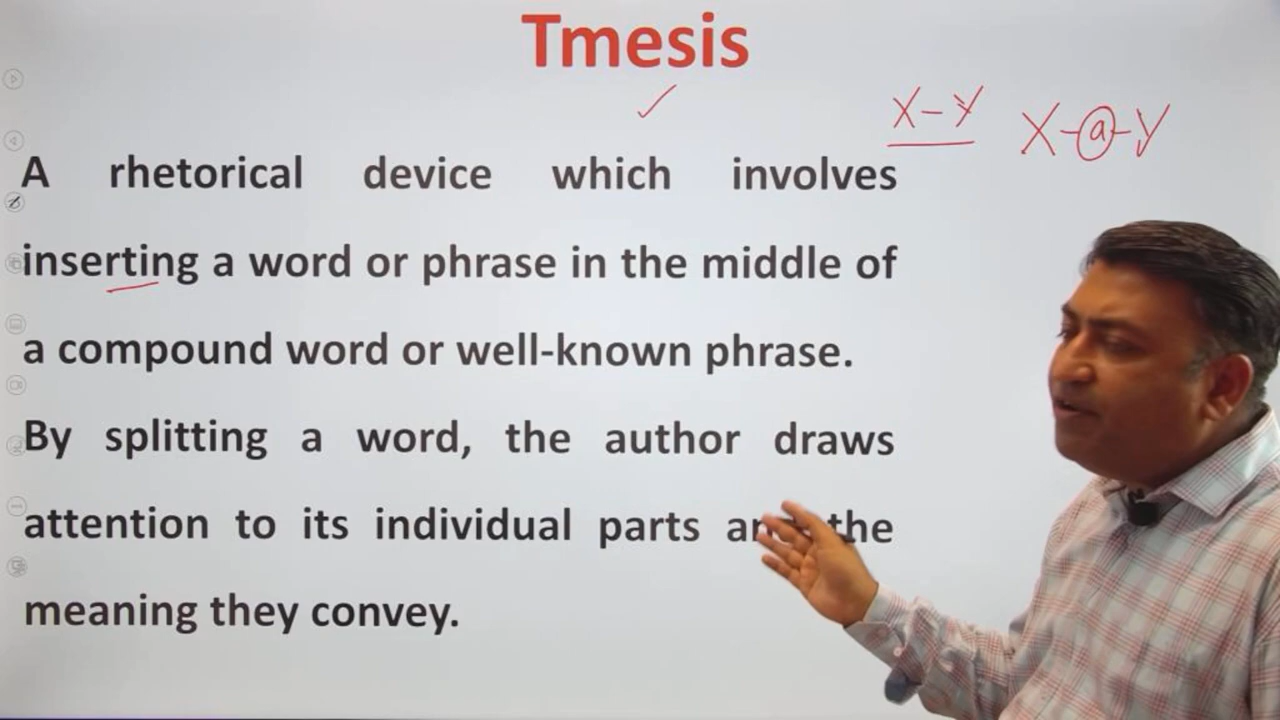 Tmesis
X-Y X-a-Y
A rhetorical device which involves
inserting a word or phrase in the middle of
a compound word or well-known phrase.
By splitting a word, the author draws
attention to its individual parts and the
meaning they convey.